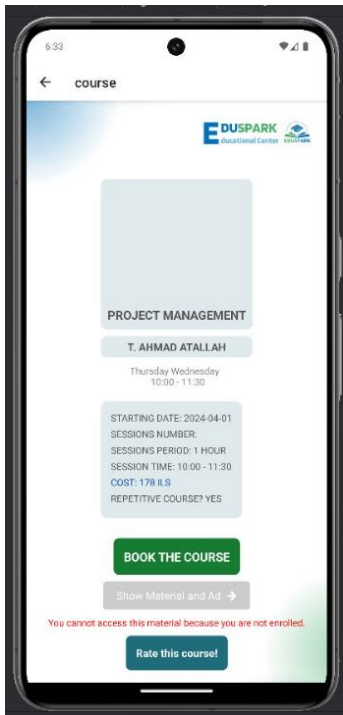 6:33
course
EDUSPARK
Educational Center
EDUSPARK
PROJECT MANAGEMENT
T. AHMAD ATALLAH
Thursday Wednesday
10:00 - 11:30
STARTING DATE: 2024-04-01
SESSIONS NUMBER:
SESSIONS PERIOD: 1 HOUR
SESSION TIME: 10:00 - 11:30
COST: 178 ILS
REPETITIVE COURSE? YES
BOOK THE COURSE
Show Material and Ad
You cannot access this material because you are not enrolled.
Rate this course!